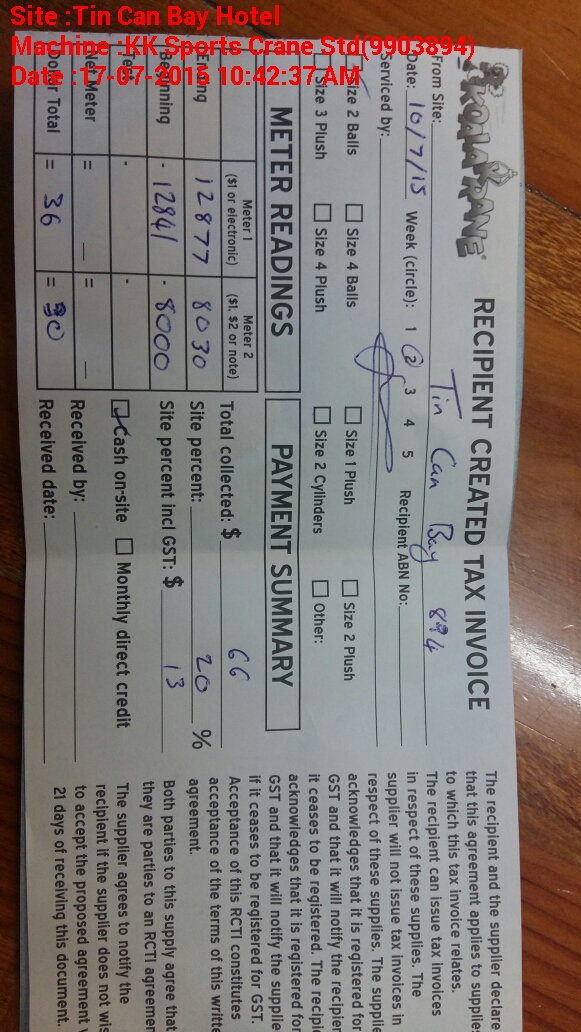 Site :Tin Can Bay Hotel
Machine :KK Sports Crane Std(9903894)
Date :17-07-2015 10:42:37 AM
KOALA KRANE®
RECIPIENT CREATED TAX INVOICE
From Site: Tin Can Bay 894
Date: 10/7/15 Week (circle): 1 2 3 4 5 Recipient ABN No:
Serviced by:
Size 2 Balls Size 4 Balls Size 1 Plush Size 2 Plush
Size 3 Plush Size 4 Plush Size 2 Cylinders Other:
METER READINGS
Meter 1 ($1 or electronic) Meter 2 ($1, $2 or note)
Ending 12877 8030
Beginning - 12841 - 8000
Test - -
Net Meter = — = —
Dollar Total = 36 = 30
PAYMENT SUMMARY
Total collected: $ 66
Site percent: 20 %
Site percent incl GST: $ 13
Cash on-site Monthly direct credit
Received by:
Received date:
The recipient and the supplier declare
that this agreement applies to supplies
to which this tax invoice relates.
The recipient can issue tax invoices
in respect of these supplies. The
supplier will not issue tax invoices in
respect of these supplies. The supplie
acknowledges that it is registered for
GST and that it will notify the recipien
it ceases to be registered. The recipie
acknowledges that it is registered for
GST and that it will notify the supplie
if it ceases to be registered for GST.
Acceptance of this RCTI constitutes
acceptance of the terms of this writte
agreement.
Both parties to this supply agree that
they are parties to an RCTI agreemen
The supplier agrees to notify the
recipient if the supplier does not wis
to accept the proposed agreement
21 days of receiving this document.